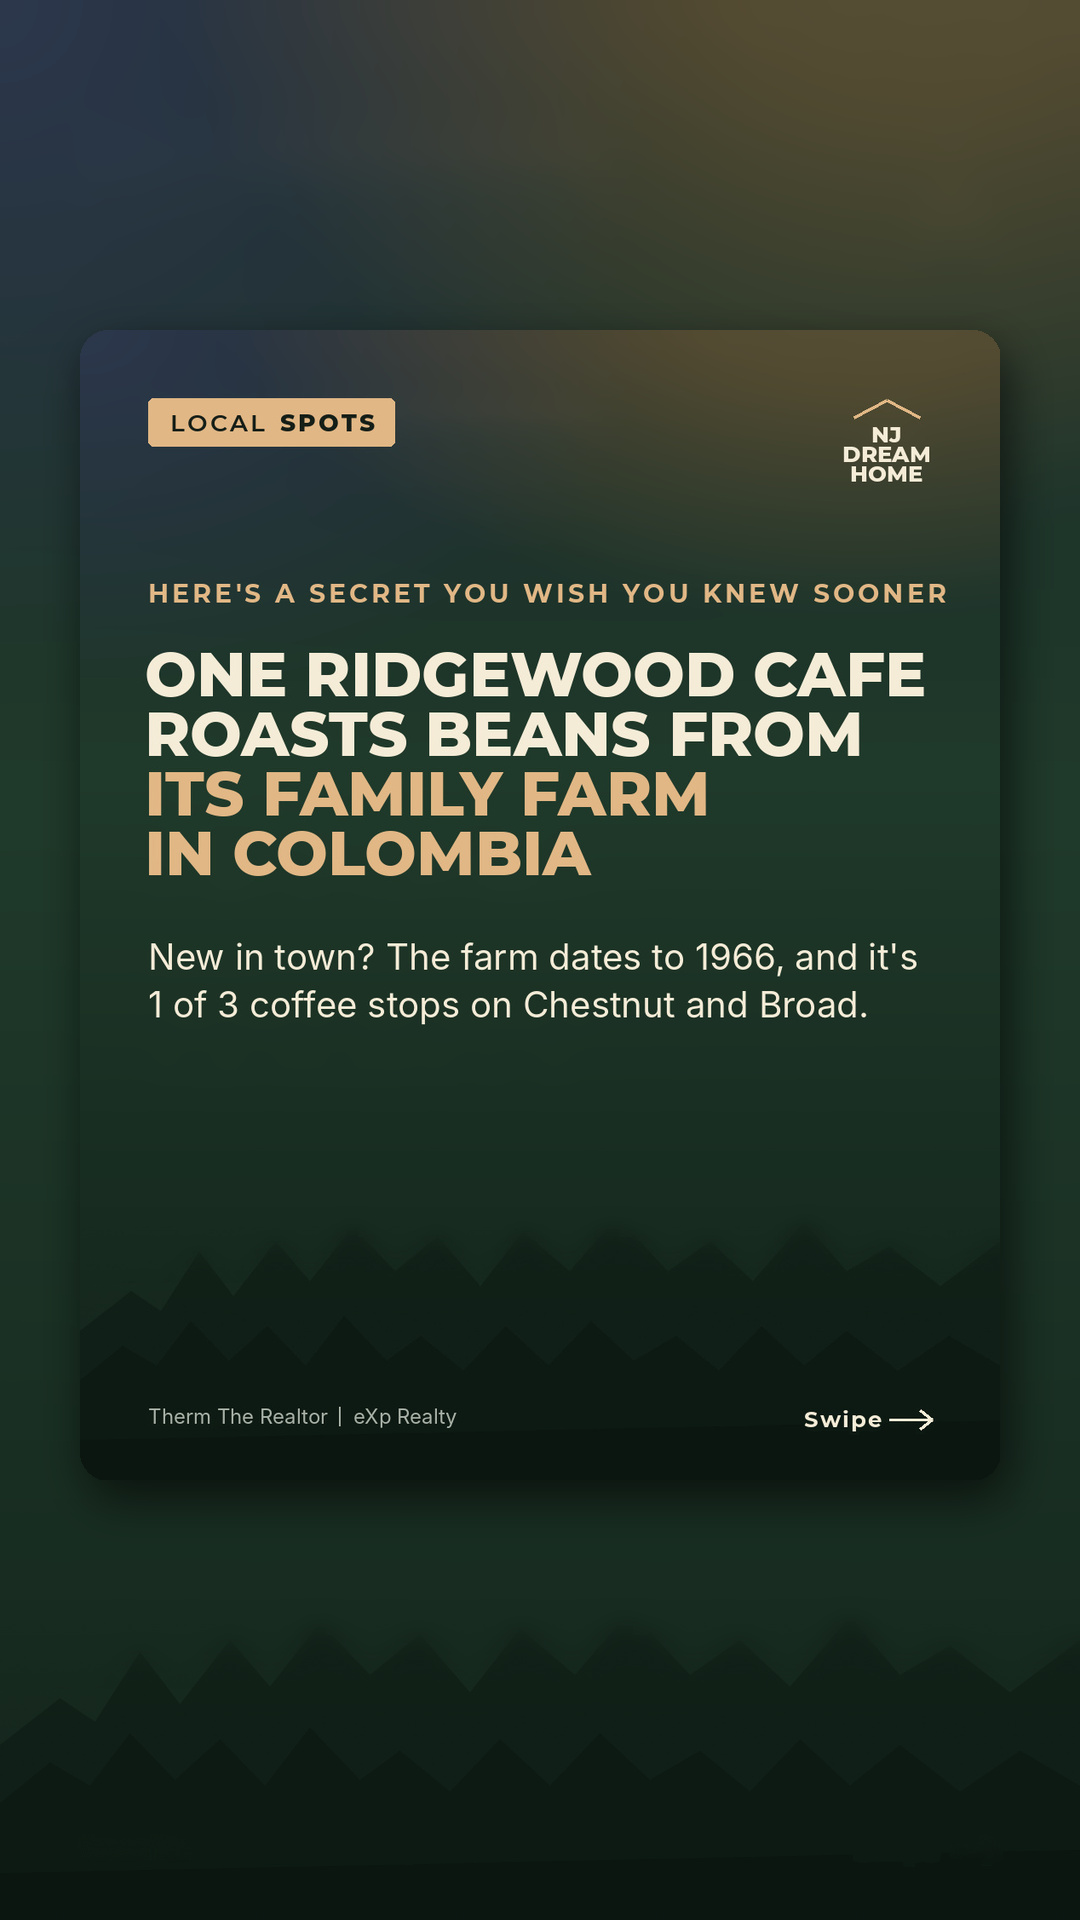 LOCAL SPOTS
NJ
DREAM
HOME
HERE'S A SECRET YOU WISH YOU KNEW SOONER
ONE RIDGEWOOD CAFE
ROASTS BEANS FROM
ITS FAMILY FARM
IN COLOMBIA
New in town? The farm dates to 1966, and it's
1 of 3 coffee stops on Chestnut and Broad.
Therm The Realtor | eXp Realty
Swipe